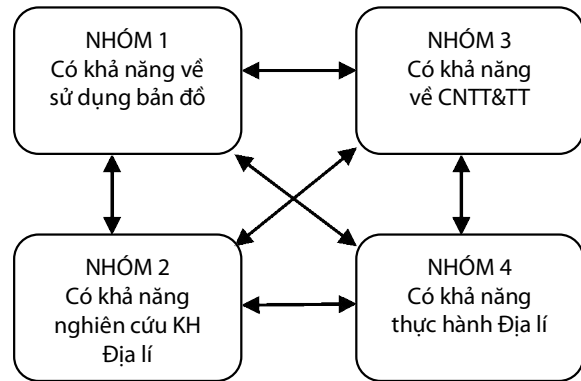 NHÓM 1
Có khả năng về
sử dụng bản đồ
NHÓM 3
Có khả năng
về CNTT&TT
NHÓM 2
Có khả năng
nghiên cứu KH
Địa lí
NHÓM 4
Có khả năng
thực hành Địa lí